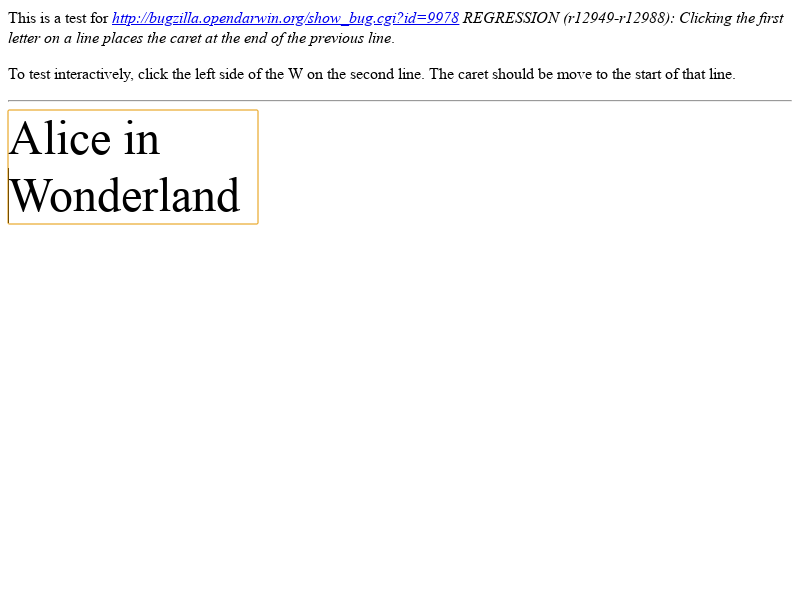 This is a test for http://bugzilla.opendarwin.org/show_bug.cgi?id=9978 REGRESSION (r12949-r12988): Clicking the first
letter on a line places the caret at the end of the previous line.
To test interactively, click the left side of the W on the second line. The caret should be move to the start of that line.
Alice in
Wonderland